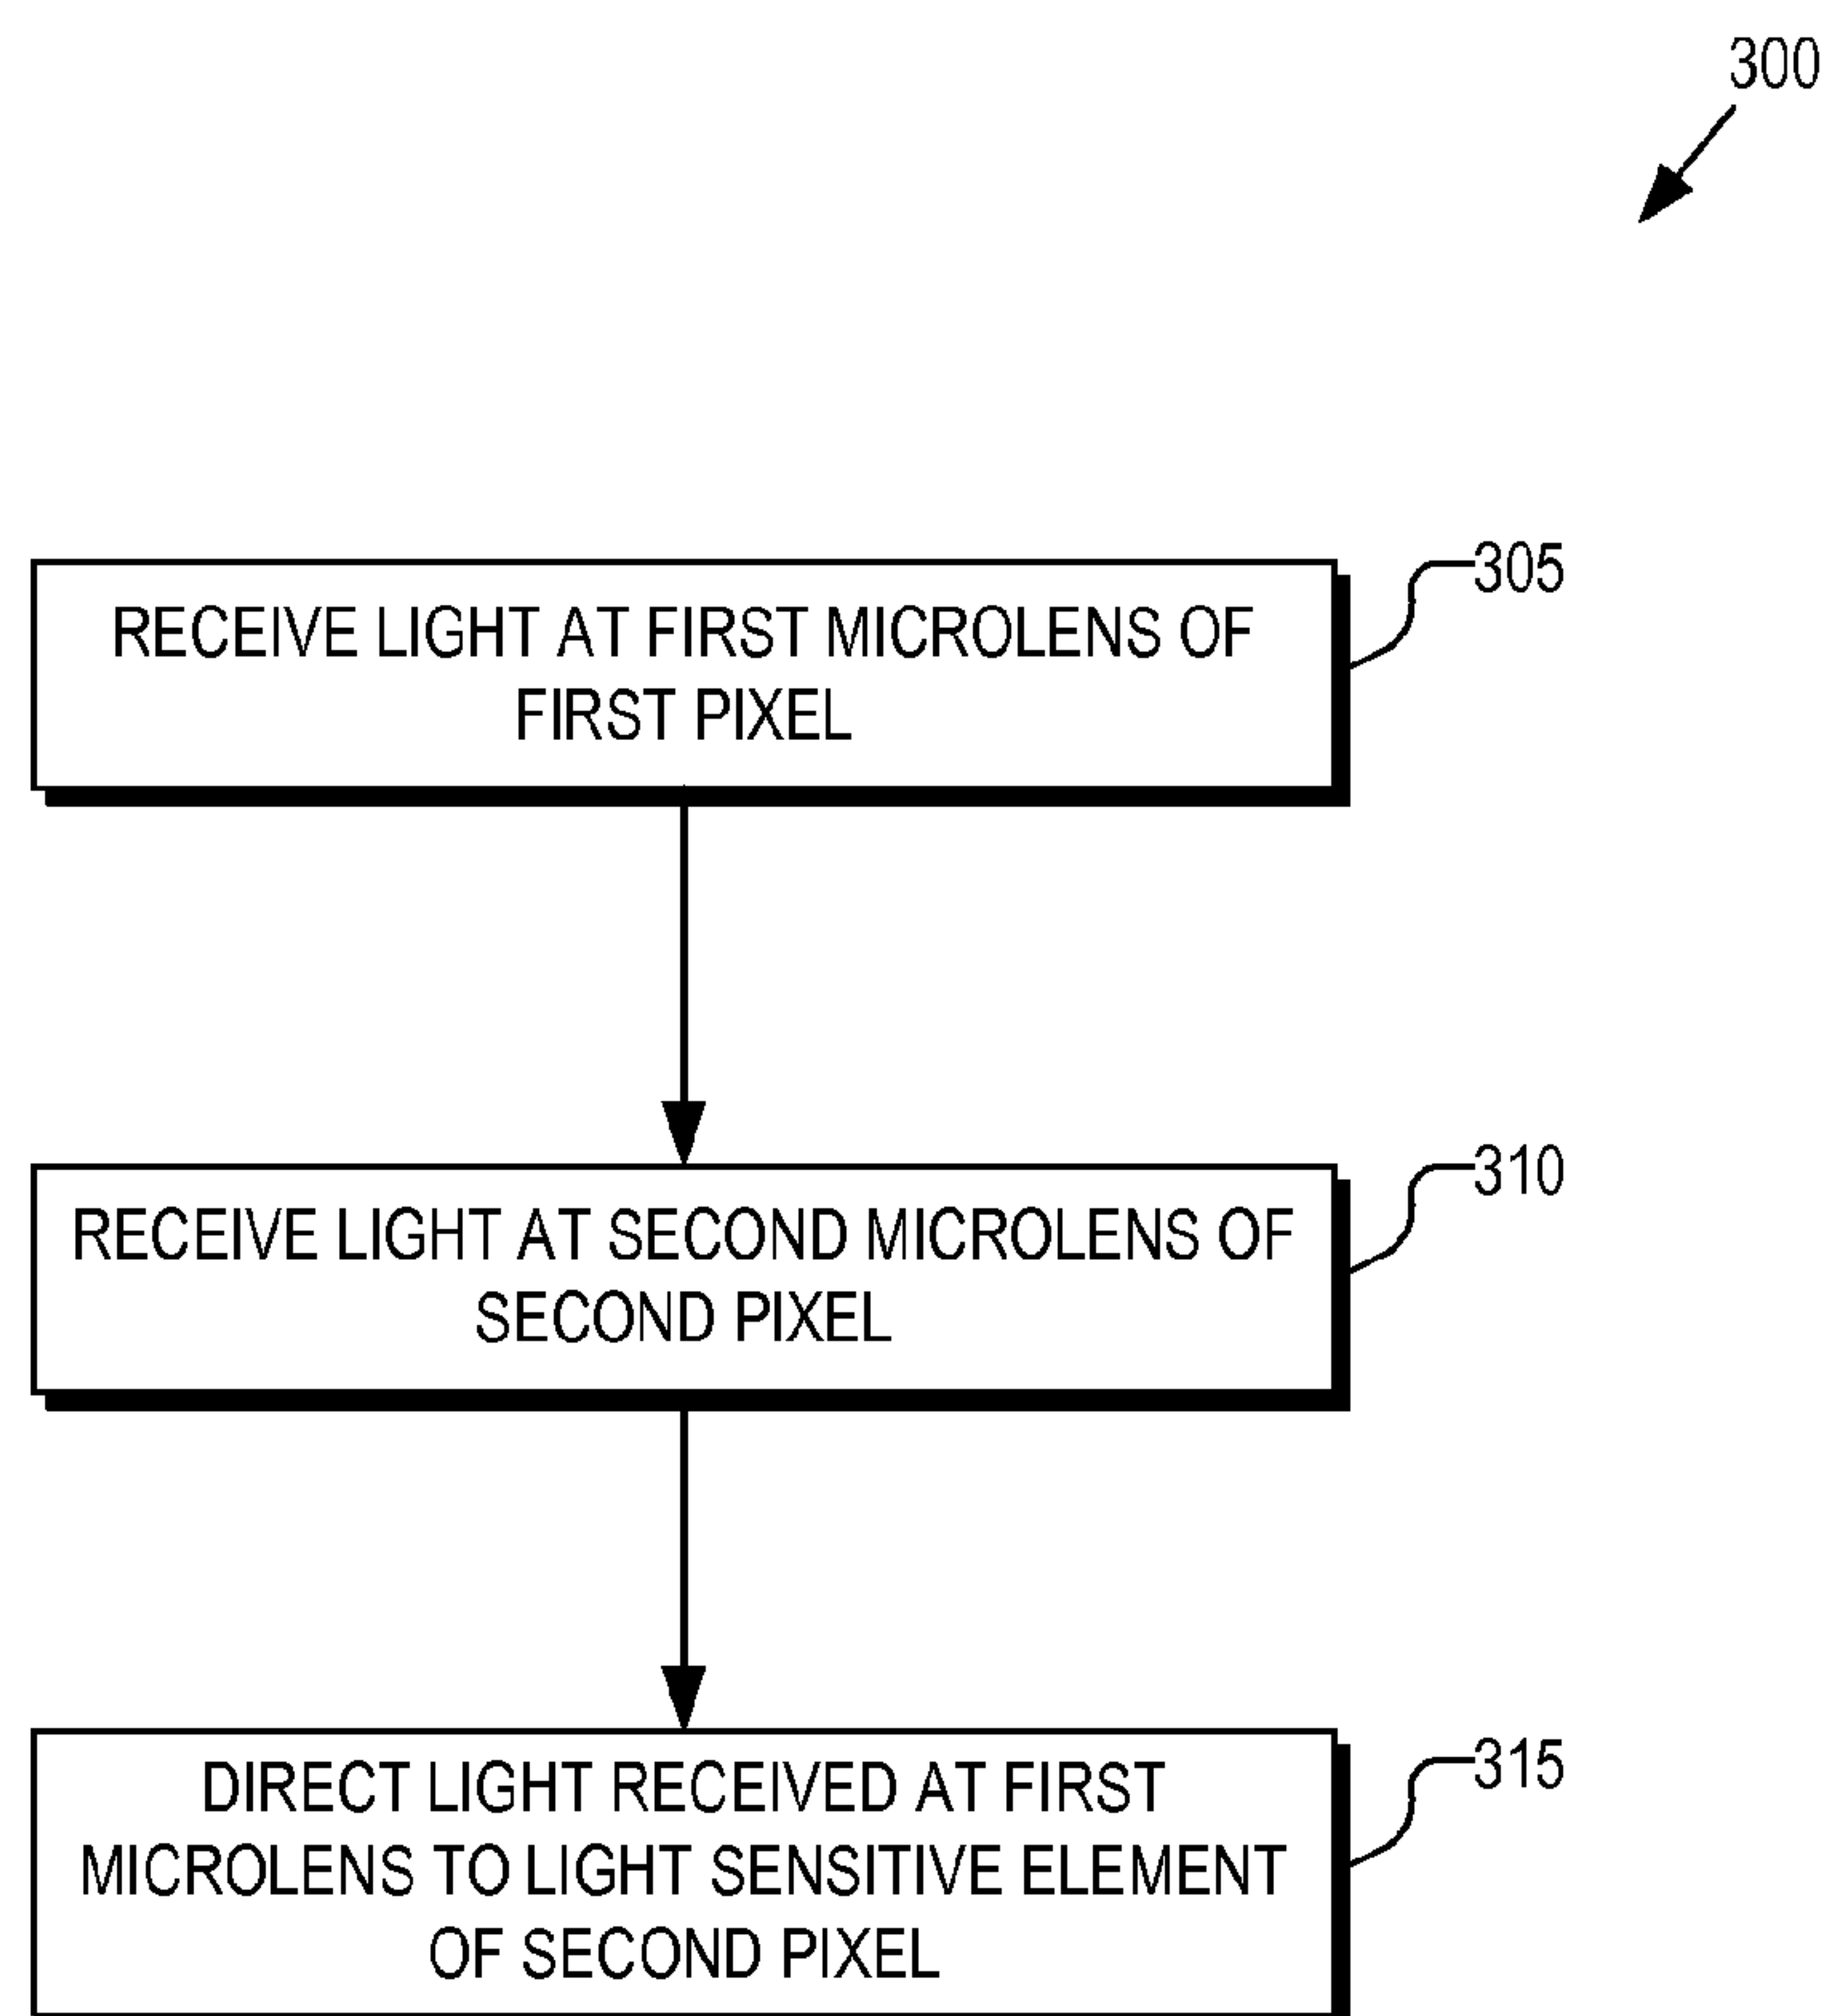 300
305
RECEIVE LIGHT AT FIRST MICROLENS OF
FIRST PIXEL
310
RECEIVE LIGHT AT SECOND MICROLENS OF
SECOND PIXEL
315
DIRECT LIGHT RECEIVED AT FIRST
MICROLENS TO LIGHT SENSITIVE ELEMENT
OF SECOND PIXEL